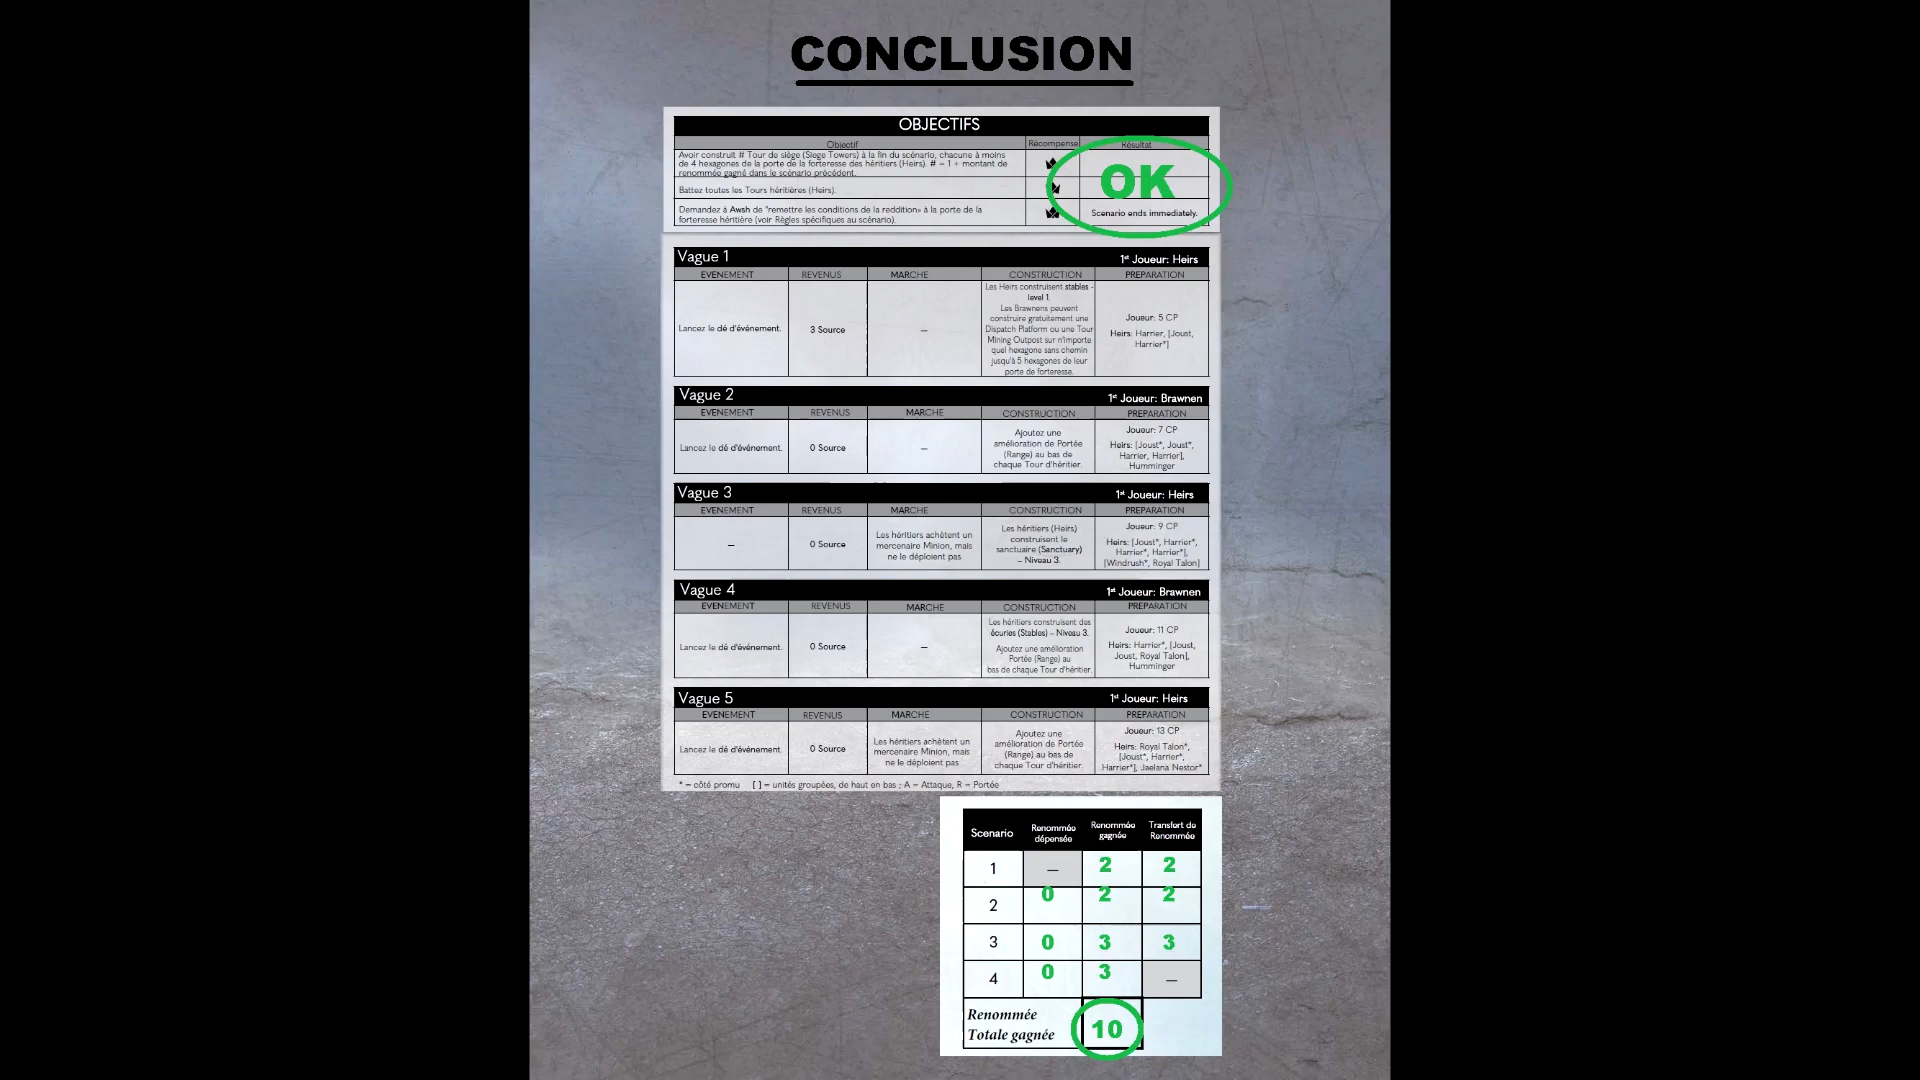 CONCLUSION
OBJECTIFS
Objectif Récompense Résultat
Avoir construit # Tour de siège (Siege Towers) à la fin du scénario, chacune à moins
de 4 hexagones de la porte de la forteresse des héritiers (Heirs). # = 1 + montant de
renommée gagné dans le scénario précédent.
OK
Battez toutes les Tours héritières (Heirs).
Demandez à Awsh de "remettre les conditions de la reddition» à la porte de la
forteresse héritière (voir Règles spécifiques au scénario).
Scenario ends immediately.
Vague 1 1st Joueur: Heirs
EVENEMENT REVENUS MARCHE CONSTRUCTION PREPARATION
Lancez le dé d'événement.
3 Source
—
Les Heirs construisent stables -
level 1.
Les Brawnens peuvent
construire gratuitement une
Dispatch Platform ou une Tour
Mining Outpost sur n'importe
quel hexagone sans chemin
jusqu'à 5 hexagones de leur
porte de forteresse.
Joueur: 5 CP
Heirs: Harrier, [Joust,
Harrier*]
Vague 2 1st Joueur: Brawnen
EVENEMENT REVENUS MARCHE CONSTRUCTION PREPARATION
Lancez le dé d'événement.
0 Source
—
Ajoutez une
amélioration de Portée
(Range) au bas de
chaque Tour d'héritier.
Joueur: 7 CP
Heirs: [Joust*, Joust*,
Harrier, Harrier],
Humminger
Vague 3 1st Joueur: Heirs
EVENEMENT REVENUS MARCHE CONSTRUCTION PREPARATION
—
0 Source
Les héritiers achètent un
mercenaire Minion, mais
ne le déploient pas
Les héritiers (Heirs)
construisent le
sanctuaire (Sanctuary)
– Niveau 3.
Joueur: 9 CP
Heirs: [Joust*, Harrier*,
Harrier*, Harrier*],
[Windrush*, Royal Talon]
Vague 4 1st Joueur: Brawnen
EVENEMENT REVENUS MARCHE CONSTRUCTION PREPARATION
Lancez le dé d'événement.
0 Source
—
Les héritiers construisent des
écuries (Stables) – Niveau 3.
Ajoutez une amélioration
Portée (Range) au
bas de chaque Tour d'héritier.
Joueur: 11 CP
Heirs: Harrier*, [Joust,
Joust, Royal Talon],
Humminger
Vague 5 1st Joueur: Heirs
EVENEMENT REVENUS MARCHE CONSTRUCTION PREPARATION
Lancez le dé d'événement.
0 Source
Les héritiers achètent un
mercenaire Minion, mais
ne le déploient pas
Ajoutez une
amélioration de Portée
(Range) au bas de
chaque Tour d'héritier.
Joueur: 13 CP
Heirs: Royal Talon*,
[Joust*, Harrier*,
Harrier*], Jaelana Nestor*
* = côté promu [ ] = unités groupées, de haut en bas ; A = Attaque, R = Portée
Scenario Renommée dépensée Renommée gagnée Transfert de Renommée
1 — 2 2
2 0 2 2
3 0 3 3
4 0 3 —
Renommée
Totale gagnée 10